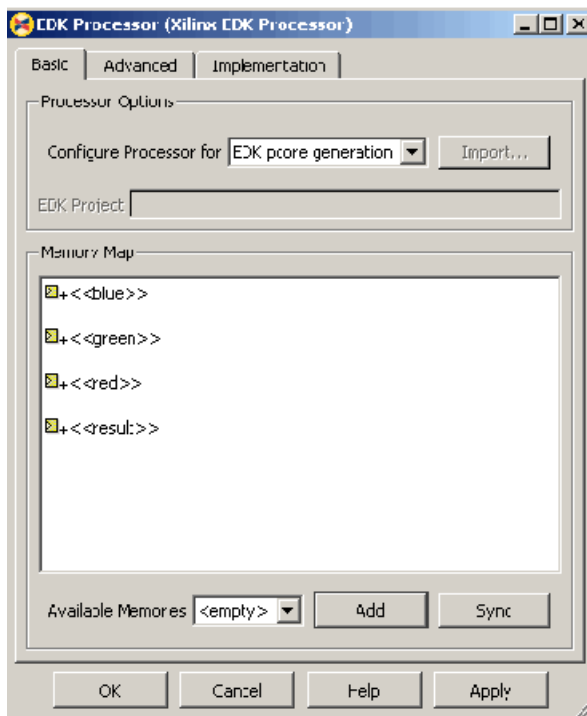 EDK Processor (Xilinx EDK Processor)
Basic Advanced Implementation
Processor Options
Configure Processor for EDK pcore generation Import...
EDK Project
Memory Map
+<<blue>>
+<<green>>
+<<red>>
+<<result>>
Available Memores <empty> Add Sync
OK Cancel Help Apply